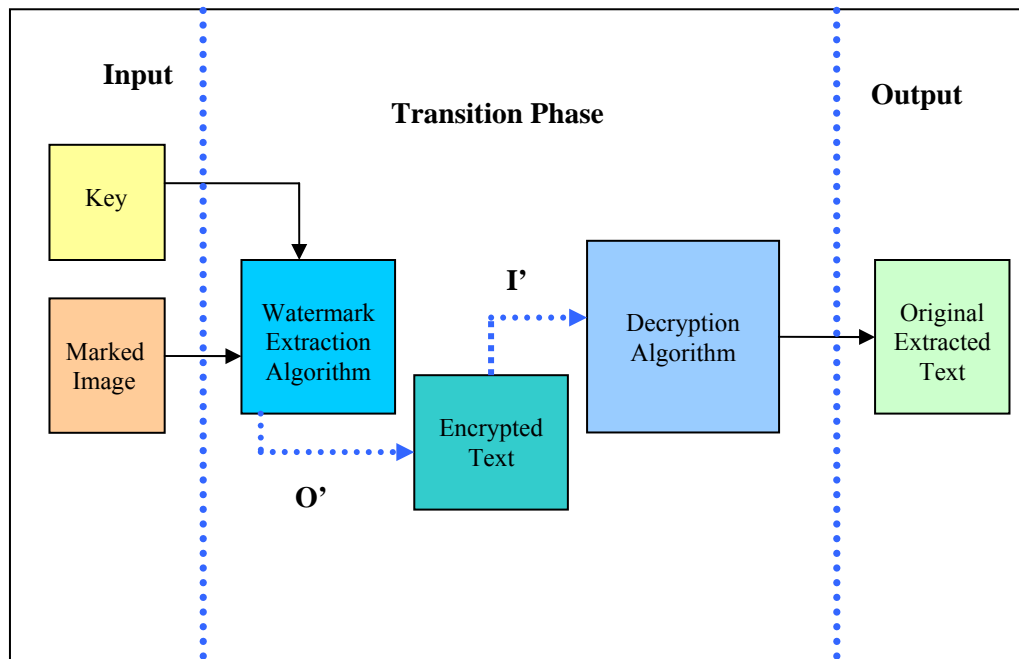 Input
Transition Phase
Output
Key
Marked
Image
Watermark
Extraction
Algorithm
O’
Encrypted
Text
I’
Decryption
Algorithm
Original
Extracted
Text